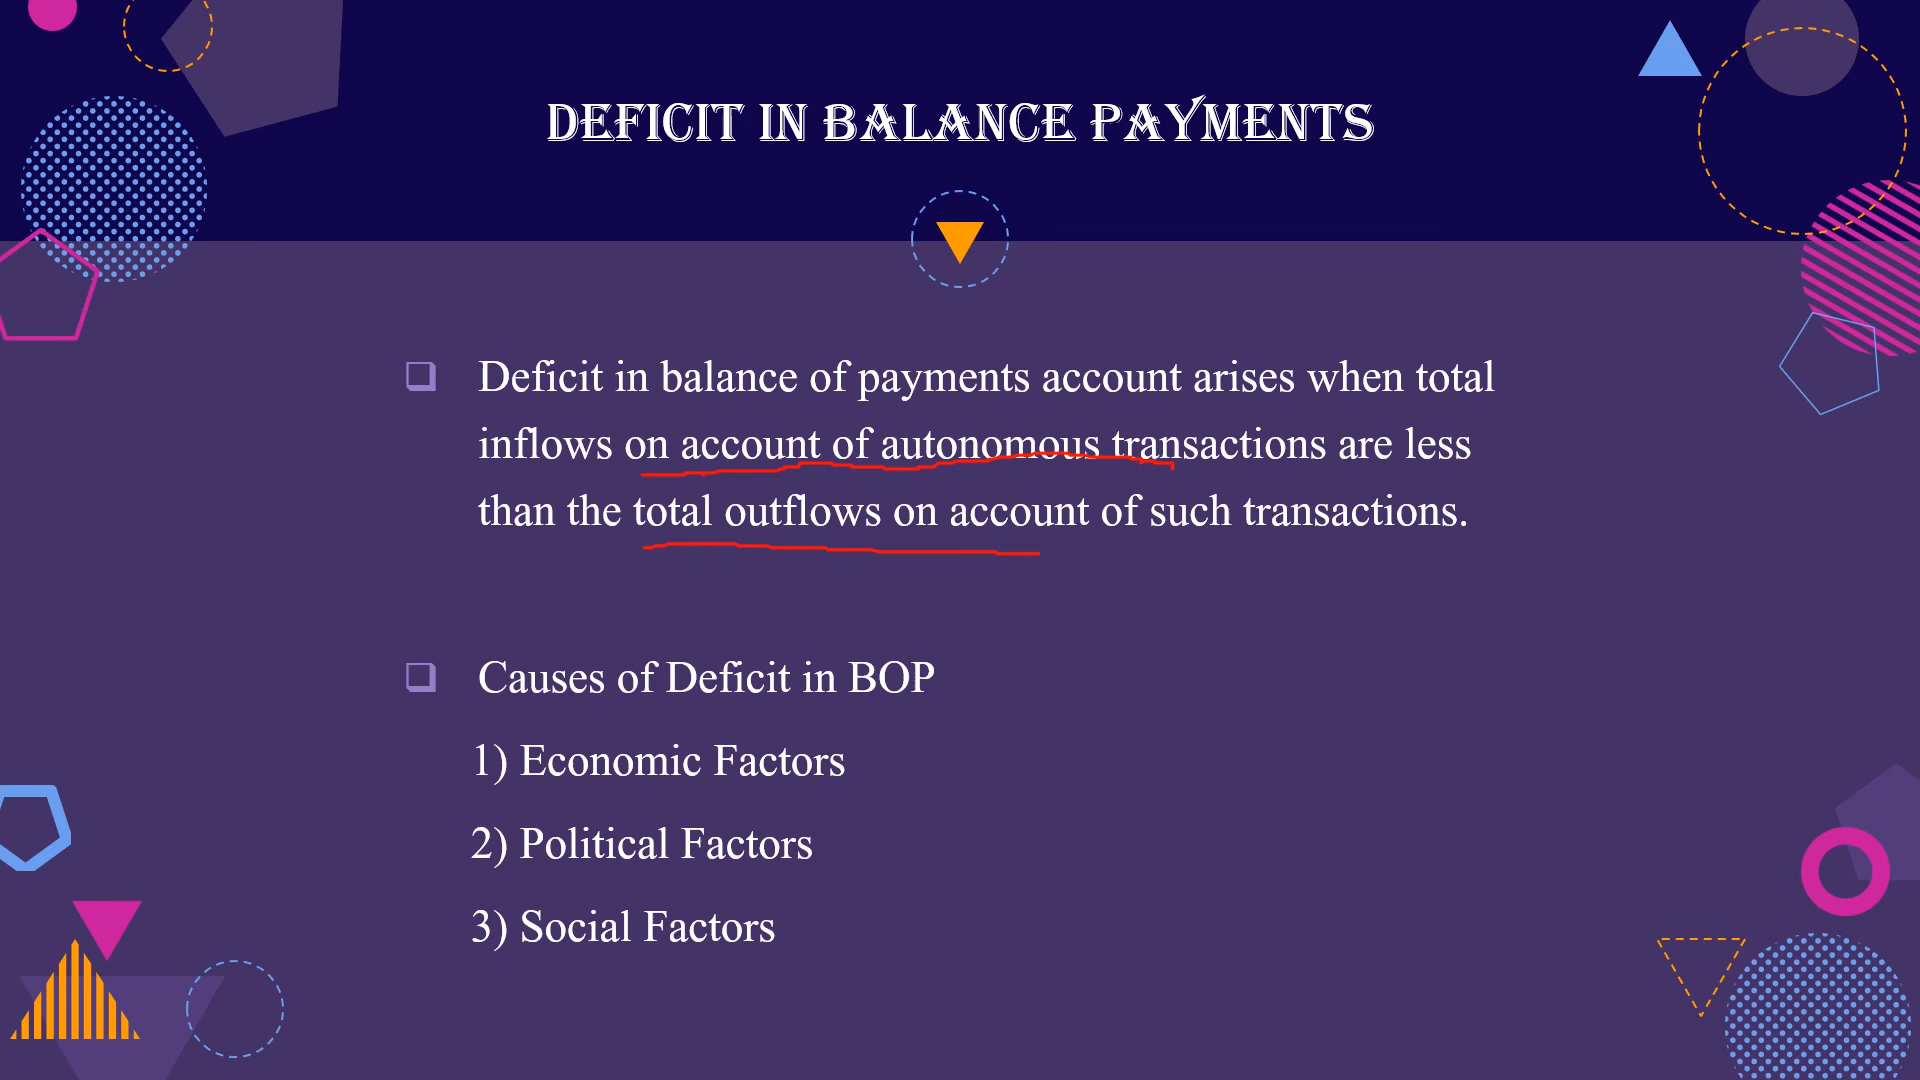 DEFICIT IN BALANCE PAYMENTS
Deficit in balance of payments account arises when total
inflows on account of autonomous transactions are less
than the total outflows on account of such transactions.
Causes of Deficit in BOP
1) Economic Factors
2) Political Factors
3) Social Factors